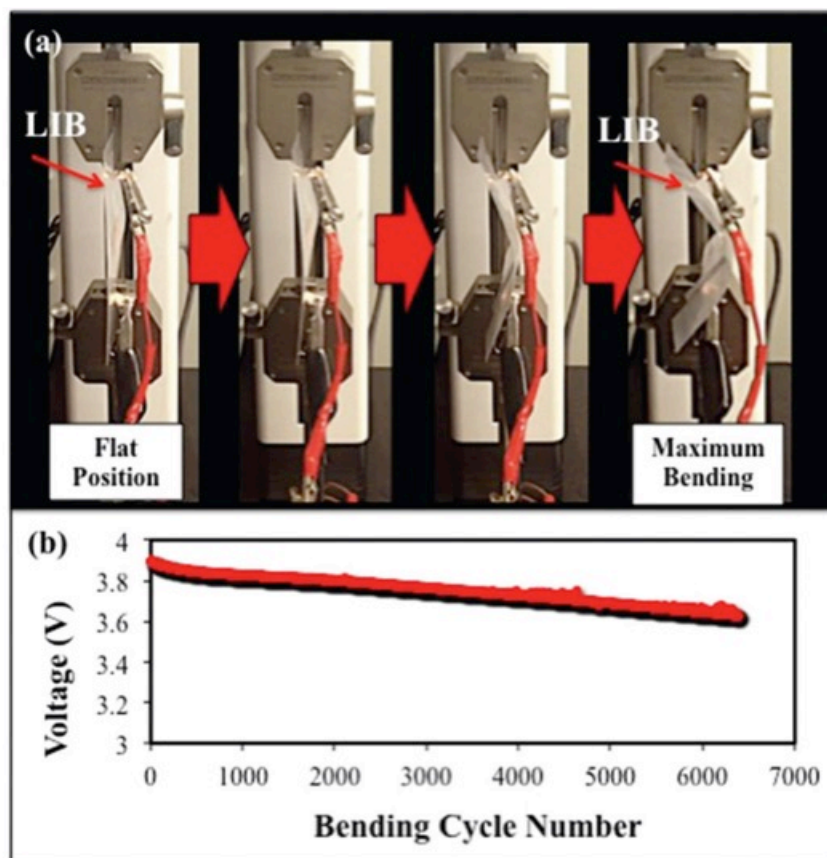 (a)
LIB
LIB
Flat
Position
Maximum
Bending
(b)
Voltage (V)
4
3.8
3.6
3.4
3.2
3
0
1000
2000
3000
4000
5000
6000
7000
Bending Cycle Number